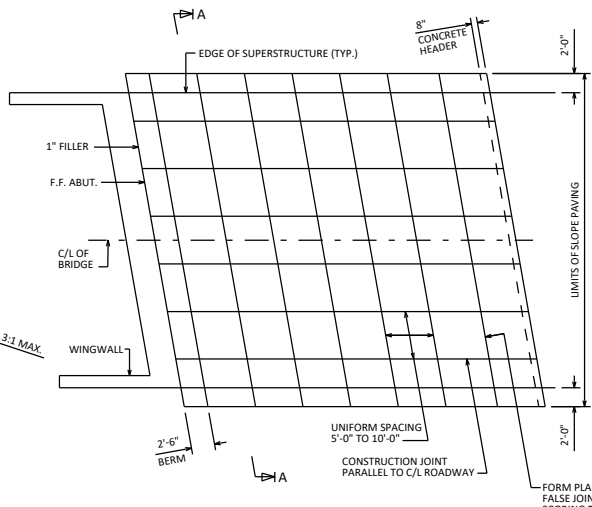 A
8"
CONCRETE
HEADER
2'-0"
EDGE OF SUPERSTRUCTURE (TYP.)
1" FILLER
F.F. ABUT.
C/L OF
BRIDGE
LIMITS OF SLOPE PAVING
3:1 MAX.
WINGWALL
2'-6"
BERM
UNIFORM SPACING
5'-0" TO 10'-0"
2'-0"
CONSTRUCTION JOINT
PARALLEL TO C/L ROADWAY
A
FORM PLA
FALSE JOIN